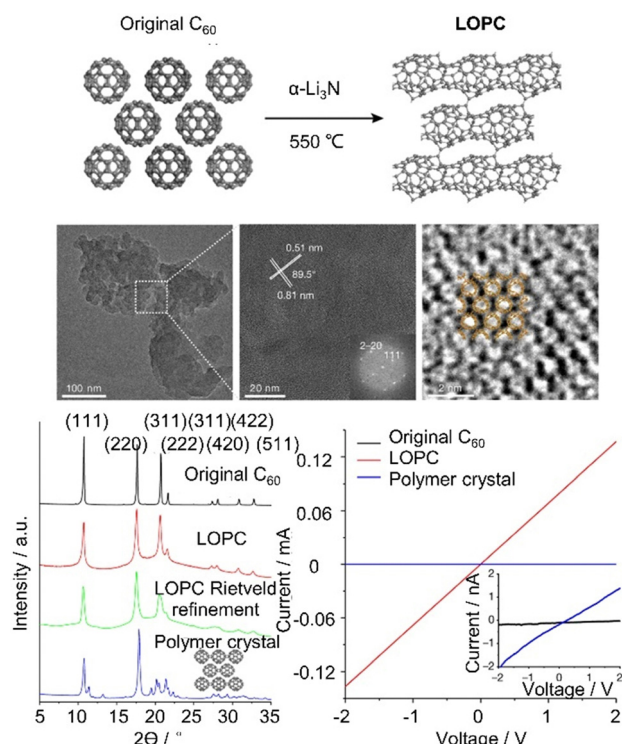 Original C60
LOPC
α-Li3N
550 ℃
0.51 nm
89.5°
0.81 nm
2–20
111
100 nm
20 nm
2 nm
(111) (311) (311) (422)
(220) (222) (420) (511)
Original C60
LOPC
LOPC Rietveld
refinement
Polymer crystal
Intensity / a.u.
5 10 15 20 25 30 35
2Θ / °
Original C60
LOPC
Polymer crystal
Current / mA
0.12
0.06
0
-0.06
-0.12
-2 -1 0 1 2
Voltage / V
Current / nA
2
1
0
−1
−2
−2 −1 0 1 2
Voltage / V